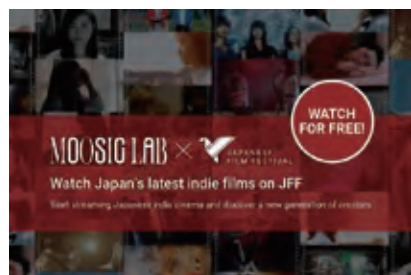 WATCH
FOR FREE!
MOOSIC LAB × JAPANESE
FILM FESTIVAL
Watch Japan's latest indie films on JFF
Start streaming Japanese indie cinema and discover a new generation of creators